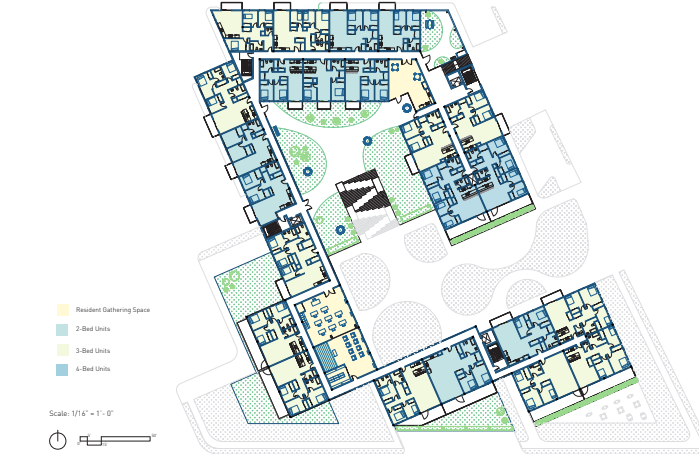 Resident Gathering Space
2-Bed Units
3-Bed Units
4-Bed Units
Scale: 1/16" = 1'- 0"